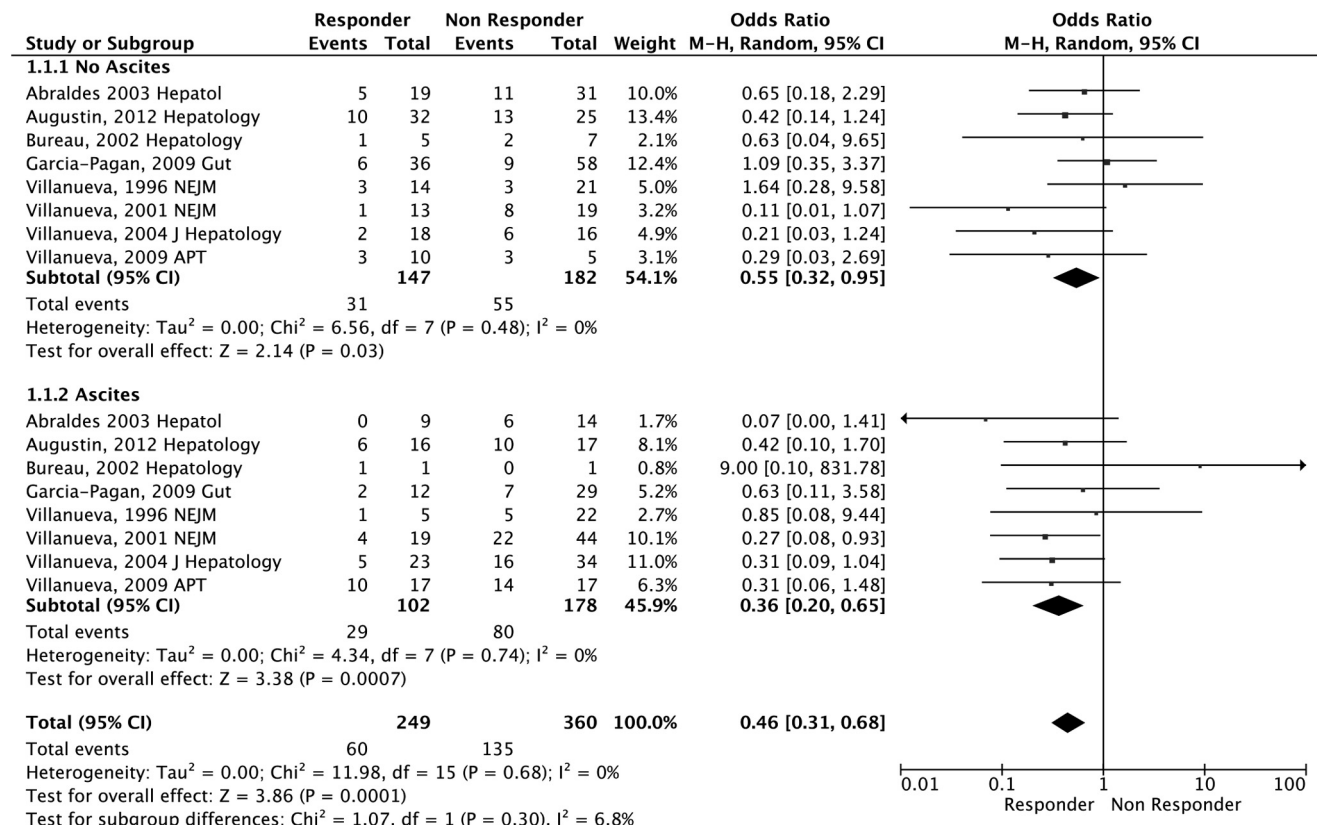 Responder Non Responder Odds Ratio Odds Ratio
Study or Subgroup Events Total Events Total Weight M-H, Random, 95% CI M-H, Random, 95% CI
1.1.1 No Ascites
Abraldes 2003 Hepatol 5 19 11 31 10.0% 0.65 [0.18, 2.29]
Augustin, 2012 Hepatology 10 32 13 25 13.4% 0.42 [0.14, 1.24]
Bureau, 2002 Hepatology 1 5 2 7 2.1% 0.63 [0.04, 9.65]
Garcia-Pagan, 2009 Gut 6 36 9 58 12.4% 1.09 [0.35, 3.37]
Villanueva, 1996 NEJM 3 14 3 21 5.0% 1.64 [0.28, 9.58]
Villanueva, 2001 NEJM 1 13 8 19 3.2% 0.11 [0.01, 1.07]
Villanueva, 2004 J Hepatology 2 18 6 16 4.9% 0.21 [0.03, 1.24]
Villanueva, 2009 APT 3 10 3 5 3.1% 0.29 [0.03, 2.69]
Subtotal (95% CI) 147 182 54.1% 0.55 [0.32, 0.95]
Total events 31 55
Heterogeneity: Tau² = 0.00; Chi² = 6.56, df = 7 (P = 0.48); I² = 0%
Test for overall effect: Z = 2.14 (P = 0.03)
1.1.2 Ascites
Abraldes 2003 Hepatol 0 9 6 14 1.7% 0.07 [0.00, 1.41]
Augustin, 2012 Hepatology 6 16 10 17 8.1% 0.42 [0.10, 1.70]
Bureau, 2002 Hepatology 1 1 0 1 0.8% 9.00 [0.10, 831.78]
Garcia-Pagan, 2009 Gut 2 12 7 29 5.2% 0.63 [0.11, 3.58]
Villanueva, 1996 NEJM 1 5 5 22 2.7% 0.85 [0.08, 9.44]
Villanueva, 2001 NEJM 4 19 22 44 10.1% 0.27 [0.08, 0.93]
Villanueva, 2004 J Hepatology 5 23 16 34 11.0% 0.31 [0.09, 1.04]
Villanueva, 2009 APT 10 17 14 17 6.3% 0.31 [0.06, 1.48]
Subtotal (95% CI) 102 178 45.9% 0.36 [0.20, 0.65]
Total events 29 80
Heterogeneity: Tau² = 0.00; Chi² = 4.34, df = 7 (P = 0.74); I² = 0%
Test for overall effect: Z = 3.38 (P = 0.0007)
Total (95% CI) 249 360 100.0% 0.46 [0.31, 0.68]
Total events 60 135
Heterogeneity: Tau² = 0.00; Chi² = 11.98, df = 15 (P = 0.68); I² = 0%
Test for overall effect: Z = 3.86 (P = 0.0001)
Test for subgroup differences: Chi² = 1.07, df = 1 (P = 0.30), I² = 6.8%
0.01 0.1 1 10 100
Responder Non Responder